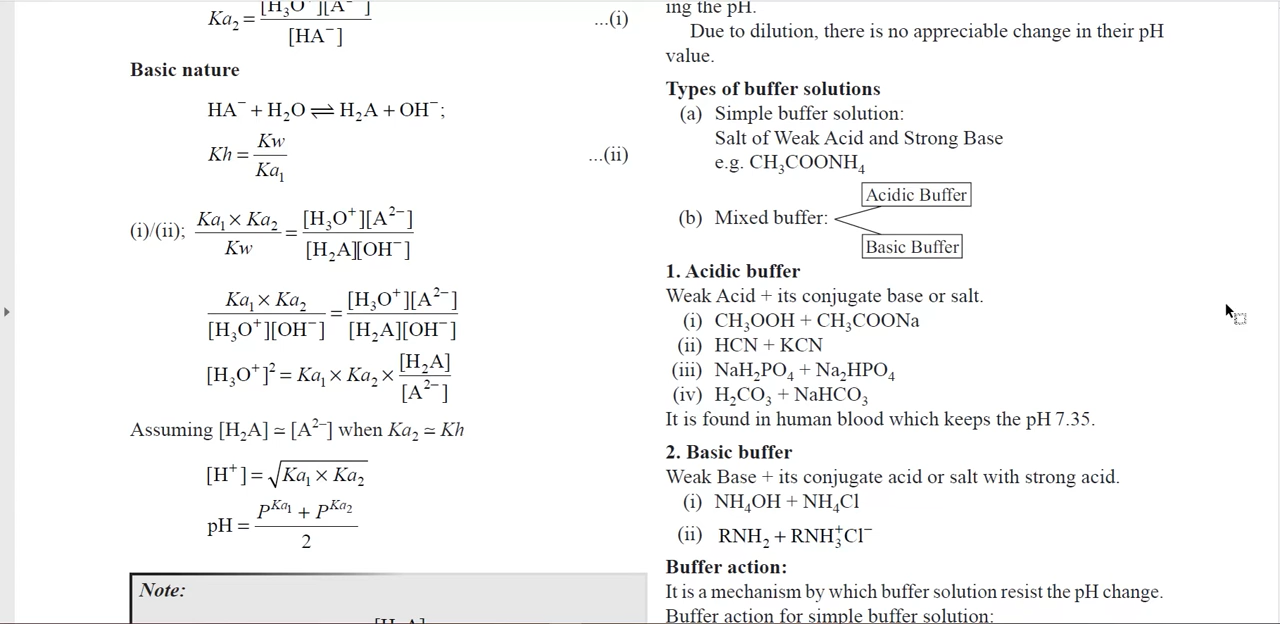 Ka₂ = [H₃O⁺][A²⁻] / [HA⁻] ...(i)
Basic nature
HA⁻ + H₂O ⇌ H₂A + OH⁻;
Kh = Kw / Ka₁ ...(ii)
(i)/(ii); Ka₁ × Ka₂ / Kw = [H₃O⁺][A²⁻] / [H₂A][OH⁻]
Ka₁ × Ka₂ / [H₃O⁺][OH⁻] = [H₃O⁺][A²⁻] / [H₂A][OH⁻]
[H₃O⁺]² = Ka₁ × Ka₂ × [H₂A] / [A²⁻]
Assuming [H₂A] ≃ [A²⁻] when Ka₂ ≃ Kh
[H⁺] = √(Ka₁ × Ka₂)
pH = P^Ka₁ + P^Ka₂ / 2
Note:
[H₂A]
ing the pH.
Due to dilution, there is no appreciable change in their pH
value.
Types of buffer solutions
(a) Simple buffer solution:
Salt of Weak Acid and Strong Base
e.g. CH₃COONH₄
(b) Mixed buffer:
Acidic Buffer
Basic Buffer
1. Acidic buffer
Weak Acid + its conjugate base or salt.
(i) CH₃OOH + CH₃COONa
(ii) HCN + KCN
(iii) NaH₂PO₄ + Na₂HPO₄
(iv) H₂CO₃ + NaHCO₃
It is found in human blood which keeps the pH 7.35.
2. Basic buffer
Weak Base + its conjugate acid or salt with strong acid.
(i) NH₄OH + NH₄Cl
(ii) RNH₂ + RNH₃⁺Cl⁻
Buffer action:
It is a mechanism by which buffer solution resist the pH change.
Buffer action for simple buffer solution: